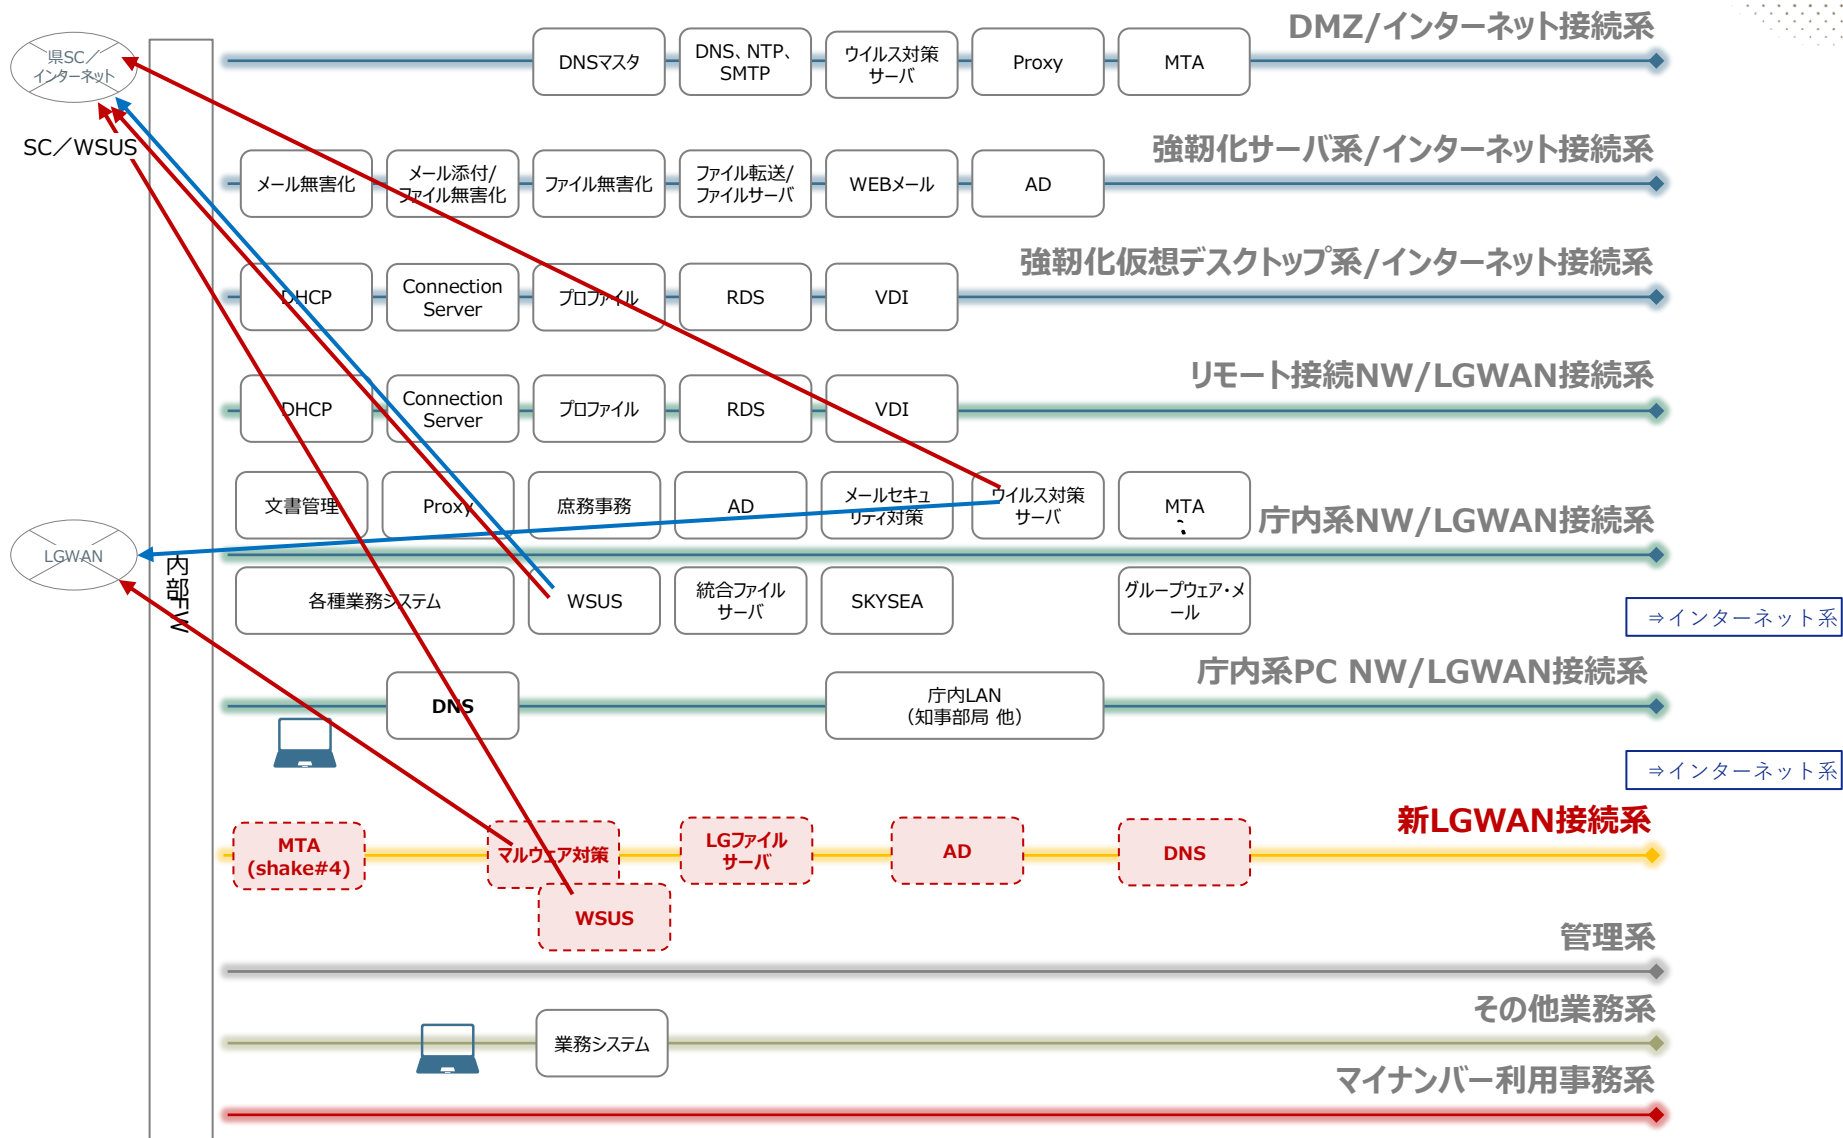 DMZ/インターネット接続系
県SC／
インターネット
SC／WSUS
DNSマスタ
DNS、NTP、
SMTP
ウイルス対策
サーバ
Proxy
MTA
強靭化サーバ系/インターネット接続系
メール無害化
メール添付/
ファイル無害化
ファイル無害化
ファイル転送/
ファイルサーバ
WEBメール
AD
強靭化仮想デスクトップ系/インターネット接続系
DHCP
Connection
Server
プロファイル
RDS
VDI
リモート接続NW/LGWAN接続系
DHCP
Connection
Server
プロファイル
RDS
VDI
文書管理
Proxy
庶務事務
AD
メールセキュ
リティ対策
ウイルス対策
サーバ
MTA
庁内系NW/LGWAN接続系
LGWAN
内部FW
各種業務システム
WSUS
統合ファイル
サーバ
SKYSEA
グループウェア・メ
ール
⇒インターネット系
庁内系PC NW/LGWAN接続系
DNS
庁内LAN
（知事部局 他）
⇒インターネット系
新LGWAN接続系
MTA
(shake#4)
マルウェア対策
LGファイル
サーバ
AD
DNS
WSUS
管理系
その他業務系
業務システム
マイナンバー利用事務系